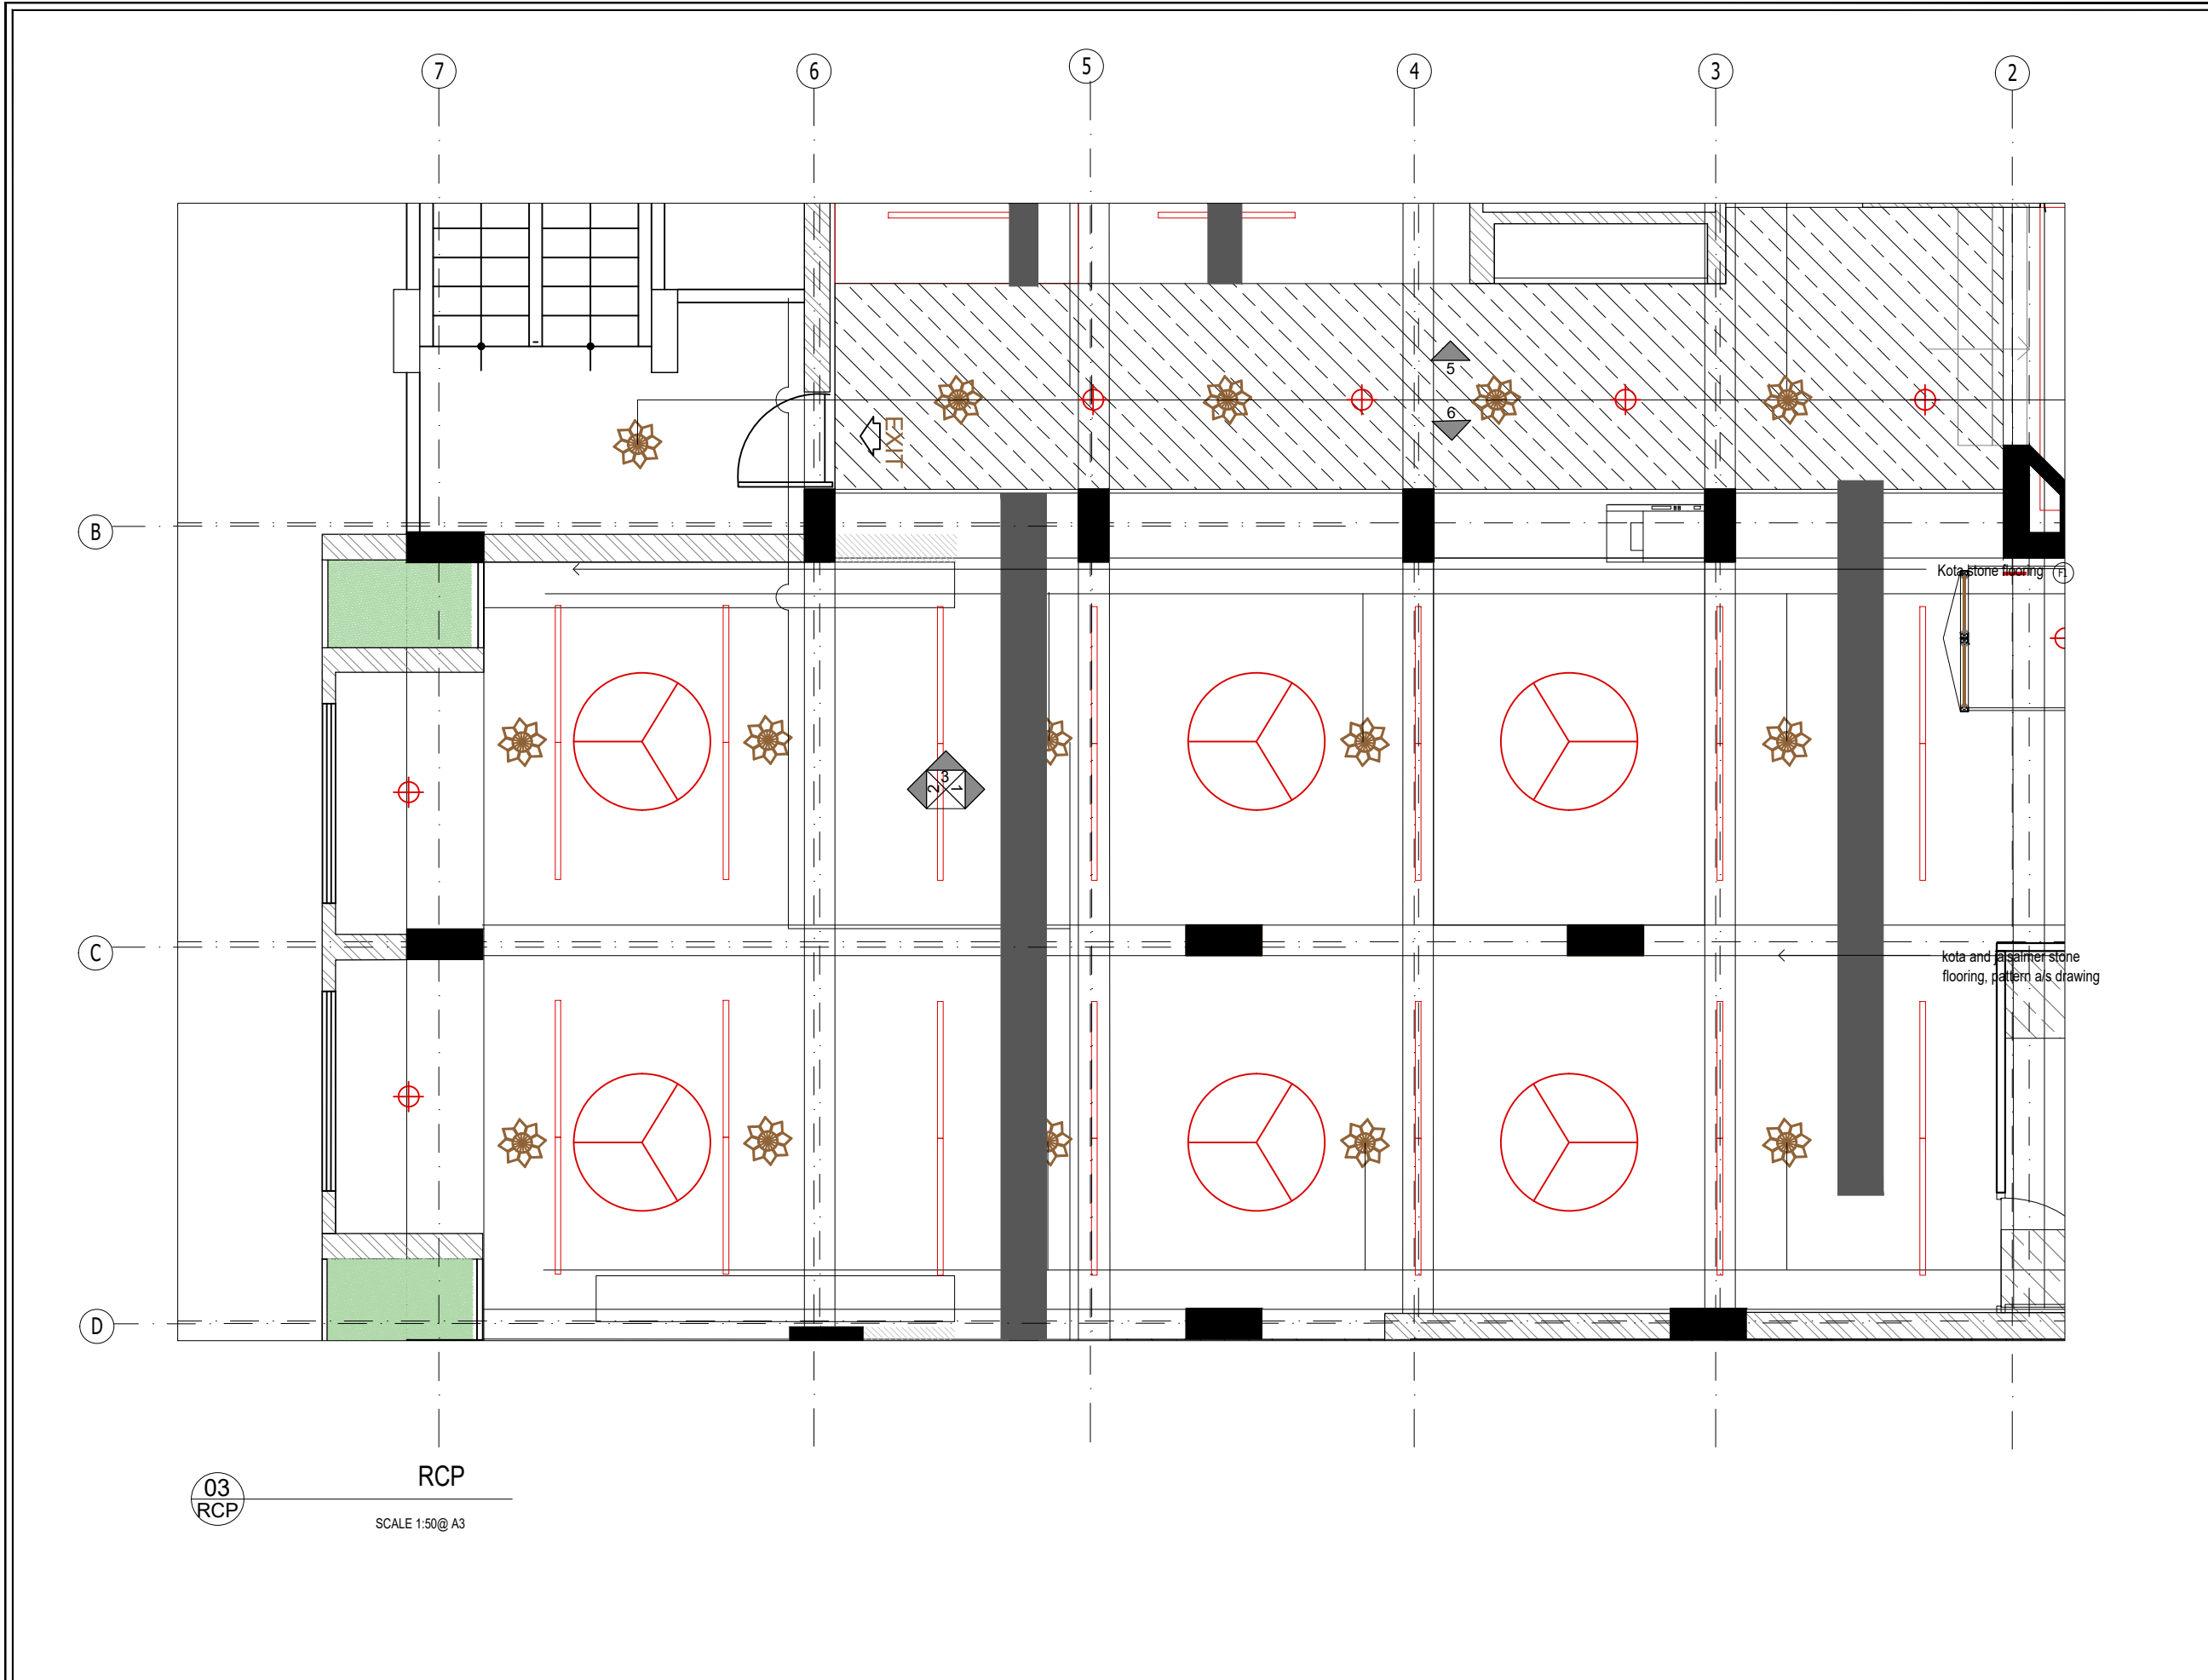 7
6
5
4
3
2
5
6
EXIT
B
Kota stone flooring
F1
3
2
1
C
kota and jaisalmer stone
flooring, pattern a/s drawing
D
RCP
03
RCP
SCALE 1:50@ A3